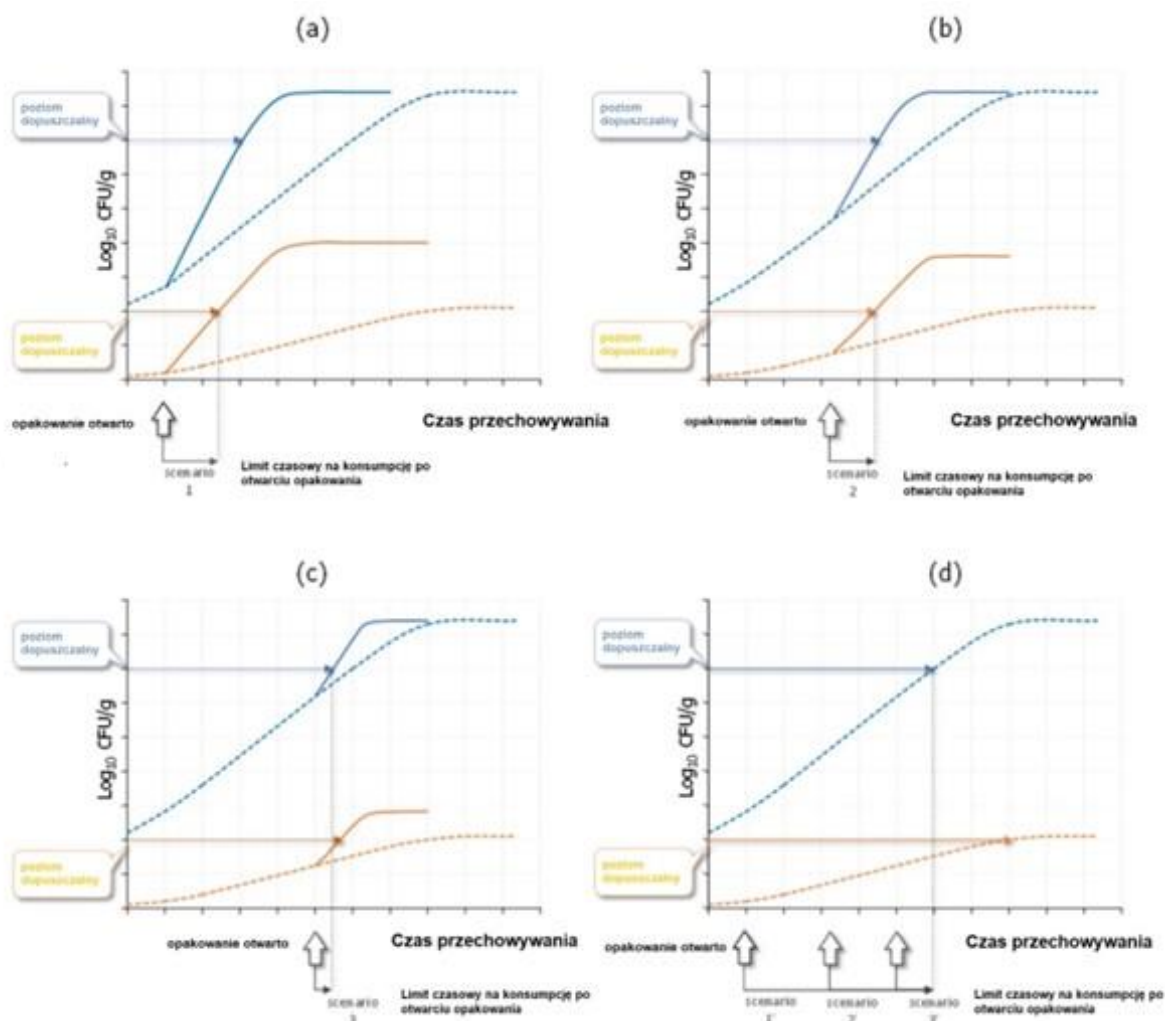 (a)
poziom
dopuszczalny
Log10 CFU/g
poziom
dopuszczalny
opakowanie otwarto
Czas przechowywania
scenario
1
Limit czasowy na konsumpcję po
otwarciu opakowania
(b)
poziom
dopuszczalny
Log10 CFU/g
poziom
dopuszczalny
opakowanie otwarto
Czas przechowywania
scenario
2
Limit czasowy na konsumpcję po
otwarciu opakowania
(c)
poziom
dopuszczalny
Log10 CFU/g
poziom
dopuszczalny
opakowanie otwarto
Czas przechowywania
scenario
3
Limit czasowy na konsumpcję po
otwarciu opakowania
(d)
poziom
dopuszczalny
Log10 CFU/g
poziom
dopuszczalny
opakowanie otwarto
Czas przechowywania
scenario scenario scenario
1' 2' 3'
Limit czasowy na konsumpcję po
otwarciu opakowania